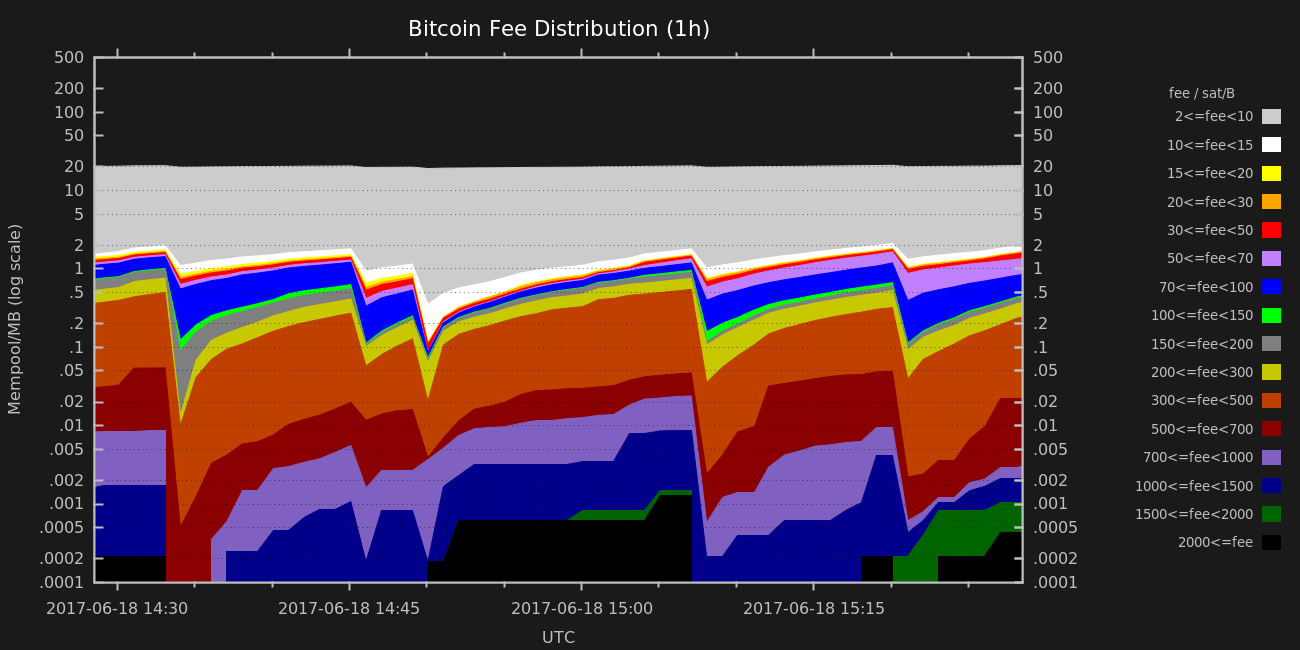 Bitcoin Fee Distribution (1h)
500
200
100
50
20
10
5
2
1
.5
.2
.1
.05
.02
.01
.005
.002
.001
.0005
.0002
.0001
Mempool/MB (log scale)
500
200
100
50
20
10
5
2
1
.5
.2
.1
.05
.02
.01
.005
.002
.001
.0005
.0002
.0001
2017-06-18 14:30 2017-06-18 14:45 2017-06-18 15:00 2017-06-18 15:15
UTC
fee / sat/B
2<=fee<10
10<=fee<15
15<=fee<20
20<=fee<30
30<=fee<50
50<=fee<70
70<=fee<100
100<=fee<150
150<=fee<200
200<=fee<300
300<=fee<500
500<=fee<700
700<=fee<1000
1000<=fee<1500
1500<=fee<2000
2000<=fee